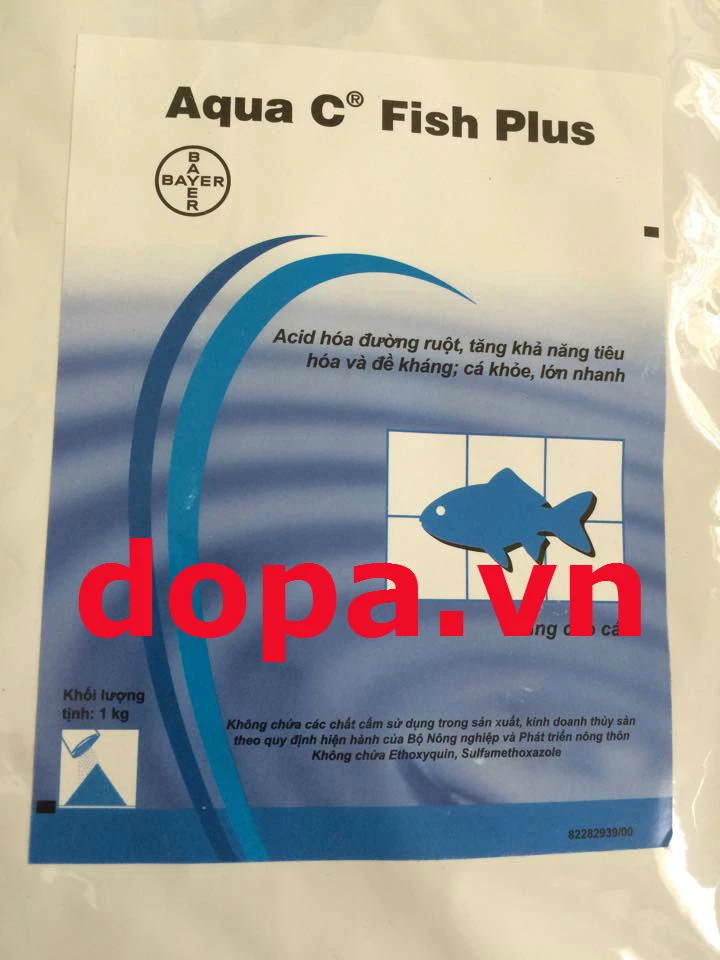 Aqua C® Fish Plus
BAYER
BAYER
Acid hóa đường ruột, tăng khả năng tiêu
hóa và đề kháng; cá khỏe, lớn nhanh
dopa.vn
cá
Khối lượng
tịnh: 1 kg
Không chứa các chất cấm sử dụng trong sản xuất, kinh doanh thủy sản
theo quy định hiện hành của Bộ Nông nghiệp và Phát triển nông thôn
Không chứa Ethoxyquin, Sulfamethoxazole
82282939/00